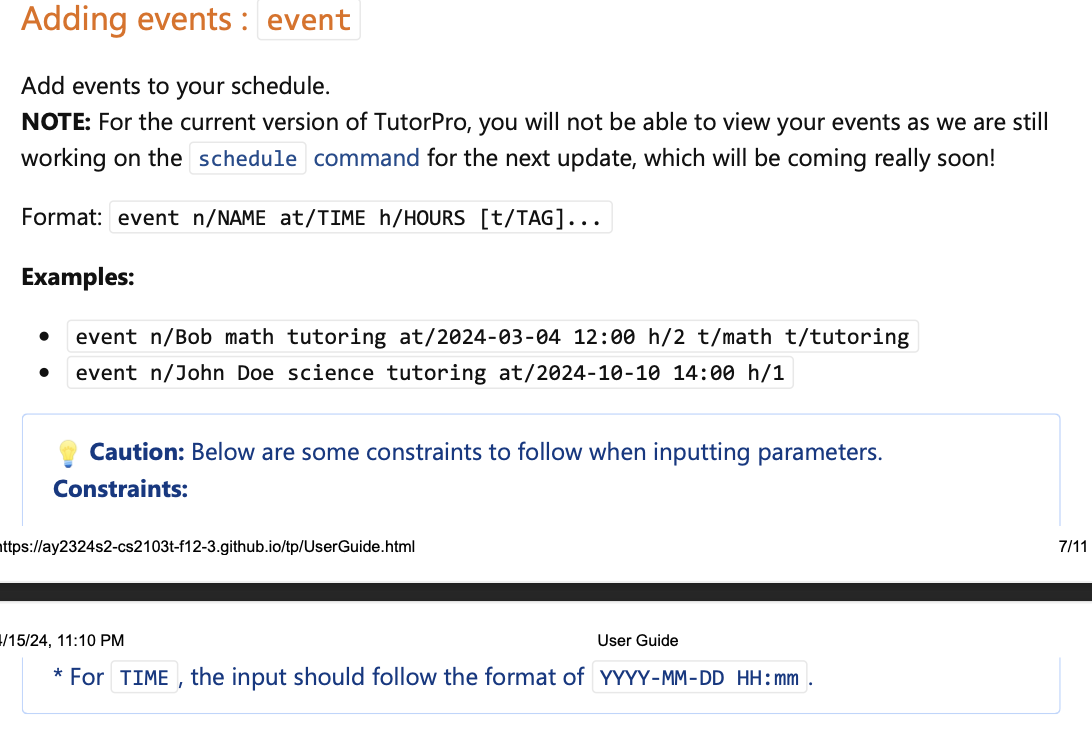 Adding events : event
Add events to your schedule.
NOTE: For the current version of TutorPro, you will not be able to view your events as we are still
working on the schedule command for the next update, which will be coming really soon!
Format: event n/NAME at/TIME h/HOURS [t/TAG]...
Examples:
• event n/Bob math tutoring at/2024-03-04 12:00 h/2 t/math t/tutoring
• event n/John Doe science tutoring at/2024-10-10 14:00 h/1
💡 Caution: Below are some constraints to follow when inputting parameters.
Constraints:
https://ay2324s2-cs2103t-f12-3.github.io/tp/UserGuide.html 7/11
4/15/24, 11:10 PM User Guide
* For TIME, the input should follow the format of YYYY-MM-DD HH:mm.